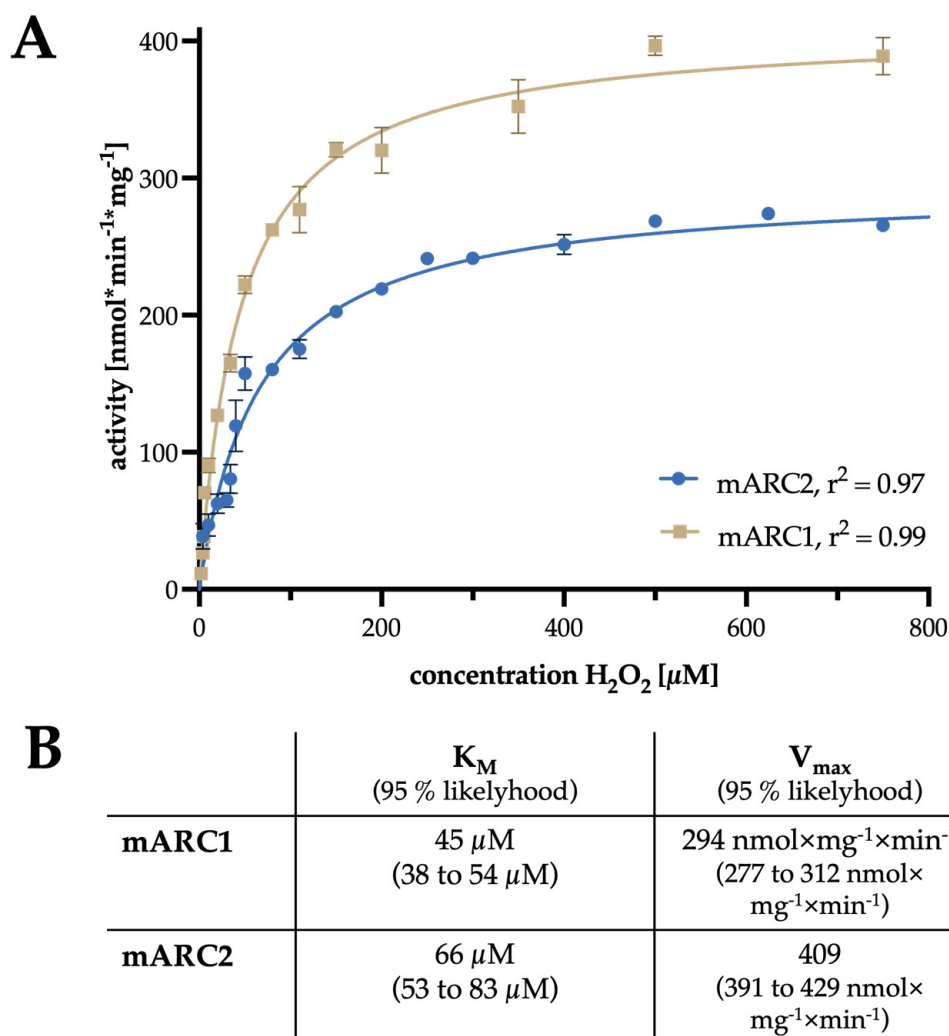 A
400
300
200
100
0
activity [nmol*min⁻¹*mg⁻¹]
mARC2, r² = 0.97
mARC1, r² = 0.99
0 200 400 600 800
concentration H₂O₂ [µM]
B
K_M V_max
(95 % likelyhood) (95 % likelyhood)
mARC1 45 µM 294 nmol×mg⁻¹×min⁻
(38 to 54 µM) (277 to 312 nmol×
mg⁻¹×min⁻¹)
mARC2 66 µM 409
(53 to 83 µM) (391 to 429 nmol×
mg⁻¹×min⁻¹)